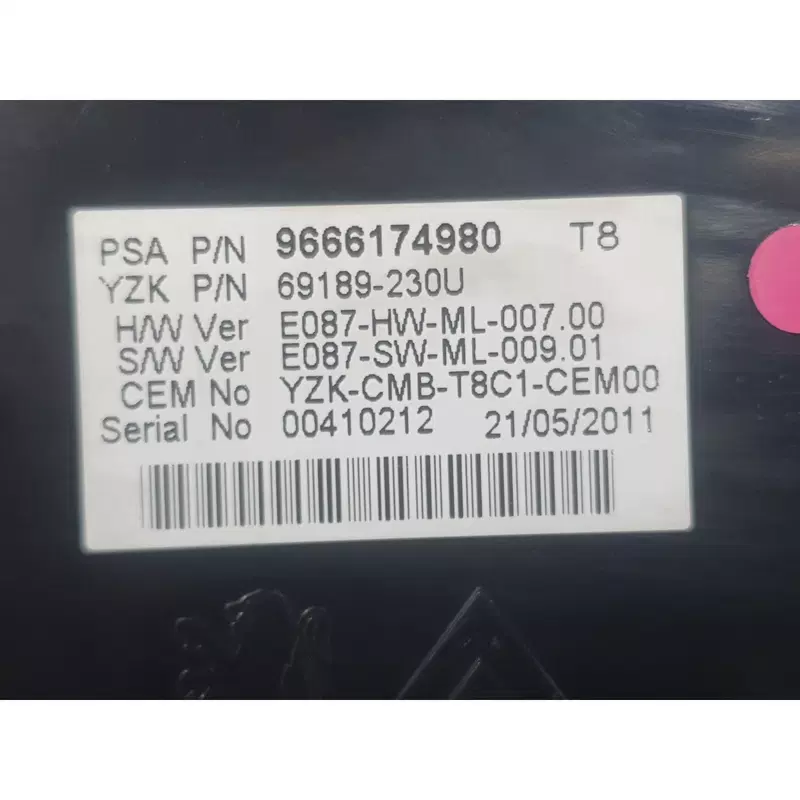 PSA P/N 9666174980 T8
YZK P/N 69189-230U
H/W Ver E087-HW-ML-007.00
S/W Ver E087-SW-ML-009.01
CEM No YZK-CMB-T8C1-CEM00
Serial No 00410212 21/05/2011